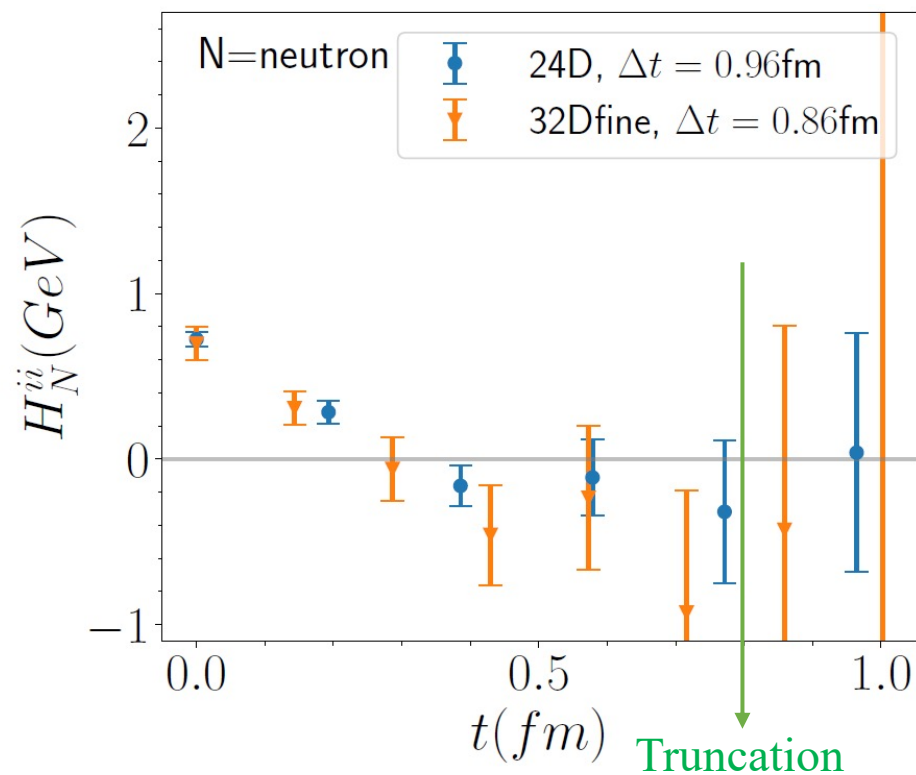 N=neutron
24D, Δt = 0.96fm
32Dfine, Δt = 0.86fm
H_N^{ii}(GeV)
2
1
0
−1
0.0
0.5
1.0
t(fm)
Truncation